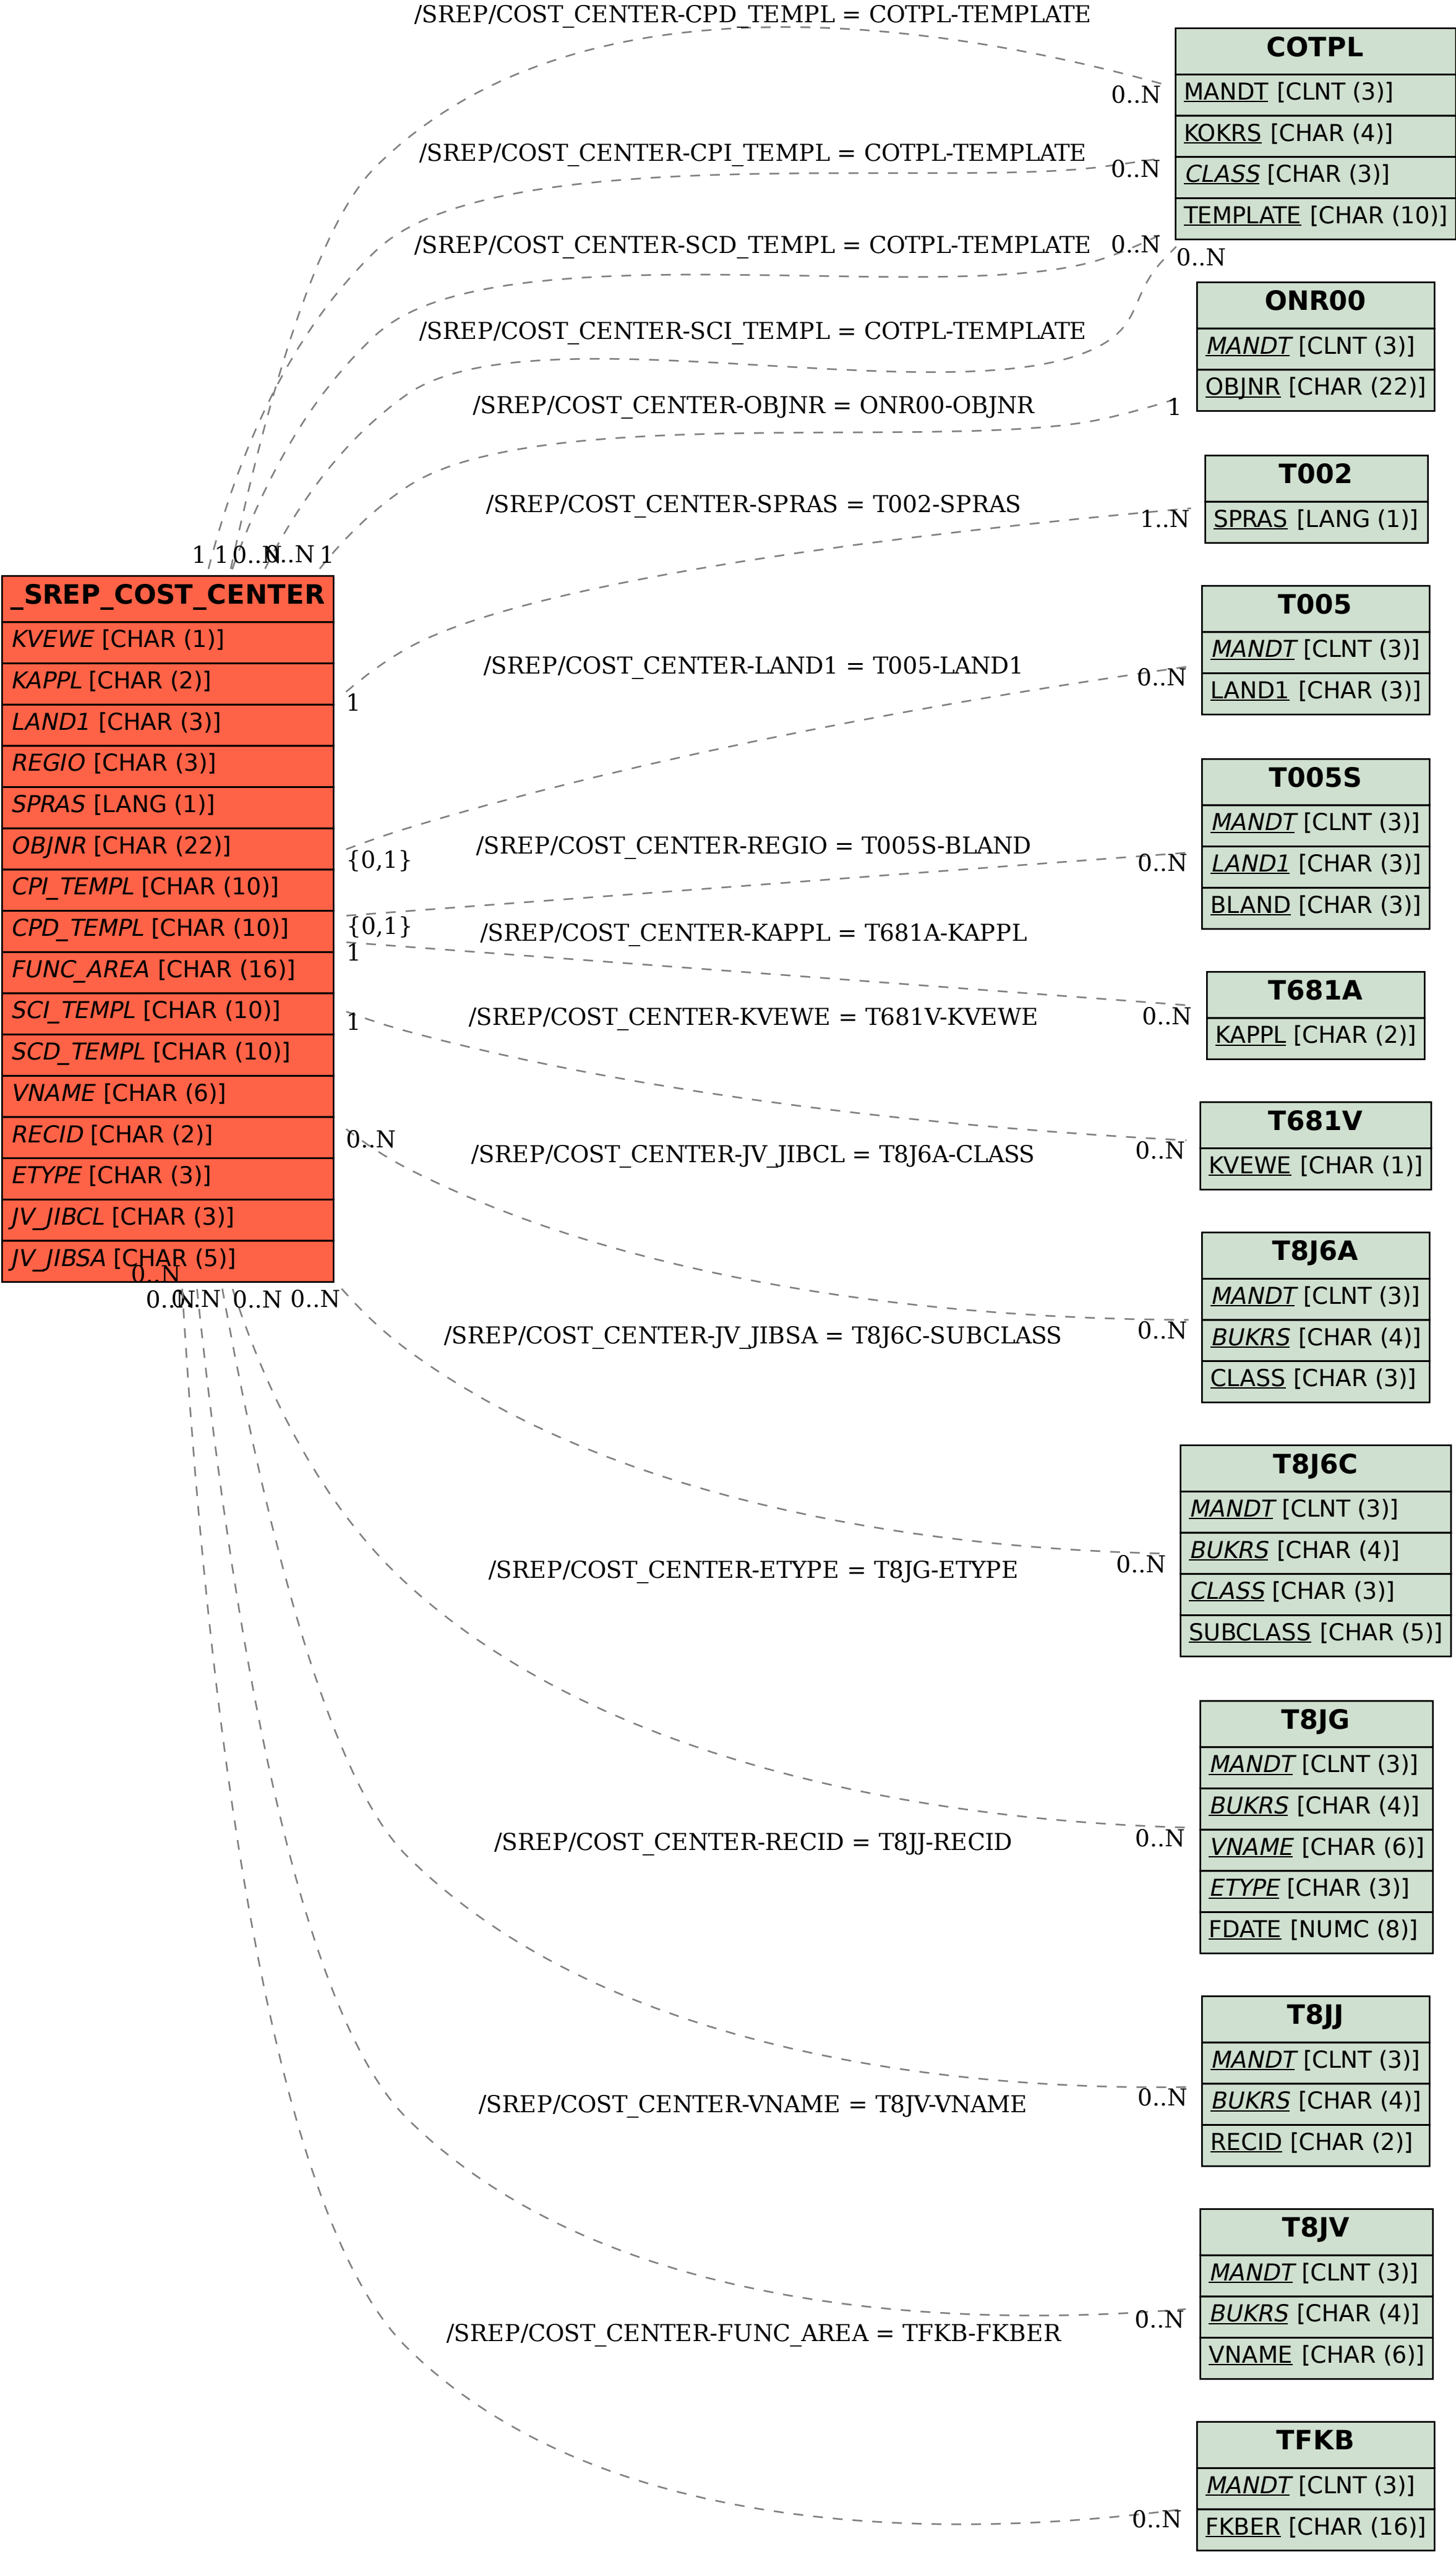 /SREP/COST_CENTER-CPD_TEMPL = COTPL-TEMPLATE
0..N
/SREP/COST_CENTER-CPI_TEMPL = COTPL-TEMPLATE
0..N
/SREP/COST_CENTER-SCD_TEMPL = COTPL-TEMPLATE
0..N
0..N
/SREP/COST_CENTER-SCI_TEMPL = COTPL-TEMPLATE
/SREP/COST_CENTER-OBJNR = ONR00-OBJNR
1
/SREP/COST_CENTER-SPRAS = T002-SPRAS
1..N
1
1
0..N
0..N
1
_SREP_COST_CENTER
KVEWE [CHAR (1)]
KAPPL [CHAR (2)]
LAND1 [CHAR (3)]
REGIO [CHAR (3)]
SPRAS [LANG (1)]
OBJNR [CHAR (22)]
CPI_TEMPL [CHAR (10)]
CPD_TEMPL [CHAR (10)]
FUNC_AREA [CHAR (16)]
SCI_TEMPL [CHAR (10)]
SCD_TEMPL [CHAR (10)]
VNAME [CHAR (6)]
RECID [CHAR (2)]
ETYPE [CHAR (3)]
JV_JIBCL [CHAR (3)]
JV_JIBSA [CHAR (5)]
0..N
0..N
0..N
0..N
0..N
1
/SREP/COST_CENTER-LAND1 = T005-LAND1
0..N
{0,1}
/SREP/COST_CENTER-REGIO = T005S-BLAND
0..N
{0,1}
/SREP/COST_CENTER-KAPPL = T681A-KAPPL
1
0..N
/SREP/COST_CENTER-KVEWE = T681V-KVEWE
1
0..N
/SREP/COST_CENTER-JV_JIBCL = T8J6A-CLASS
0..N
0..N
/SREP/COST_CENTER-JV_JIBSA = T8J6C-SUBCLASS
0..N
/SREP/COST_CENTER-ETYPE = T8JG-ETYPE
0..N
/SREP/COST_CENTER-RECID = T8JJ-RECID
0..N
/SREP/COST_CENTER-VNAME = T8JV-VNAME
0..N
/SREP/COST_CENTER-FUNC_AREA = TFKB-FKBER
0..N
COTPL
MANDT [CLNT (3)]
KOKRS [CHAR (4)]
CLASS [CHAR (3)]
TEMPLATE [CHAR (10)]
ONR00
MANDT [CLNT (3)]
OBJNR [CHAR (22)]
T002
SPRAS [LANG (1)]
T005
MANDT [CLNT (3)]
LAND1 [CHAR (3)]
T005S
MANDT [CLNT (3)]
LAND1 [CHAR (3)]
BLAND [CHAR (3)]
T681A
KAPPL [CHAR (2)]
T681V
KVEWE [CHAR (1)]
T8J6A
MANDT [CLNT (3)]
BUKRS [CHAR (4)]
CLASS [CHAR (3)]
T8J6C
MANDT [CLNT (3)]
BUKRS [CHAR (4)]
CLASS [CHAR (3)]
SUBCLASS [CHAR (5)]
T8JG
MANDT [CLNT (3)]
BUKRS [CHAR (4)]
VNAME [CHAR (6)]
ETYPE [CHAR (3)]
FDATE [NUMC (8)]
T8JJ
MANDT [CLNT (3)]
BUKRS [CHAR (4)]
RECID [CHAR (2)]
T8JV
MANDT [CLNT (3)]
BUKRS [CHAR (4)]
VNAME [CHAR (6)]
TFKB
MANDT [CLNT (3)]
FKBER [CHAR (16)]